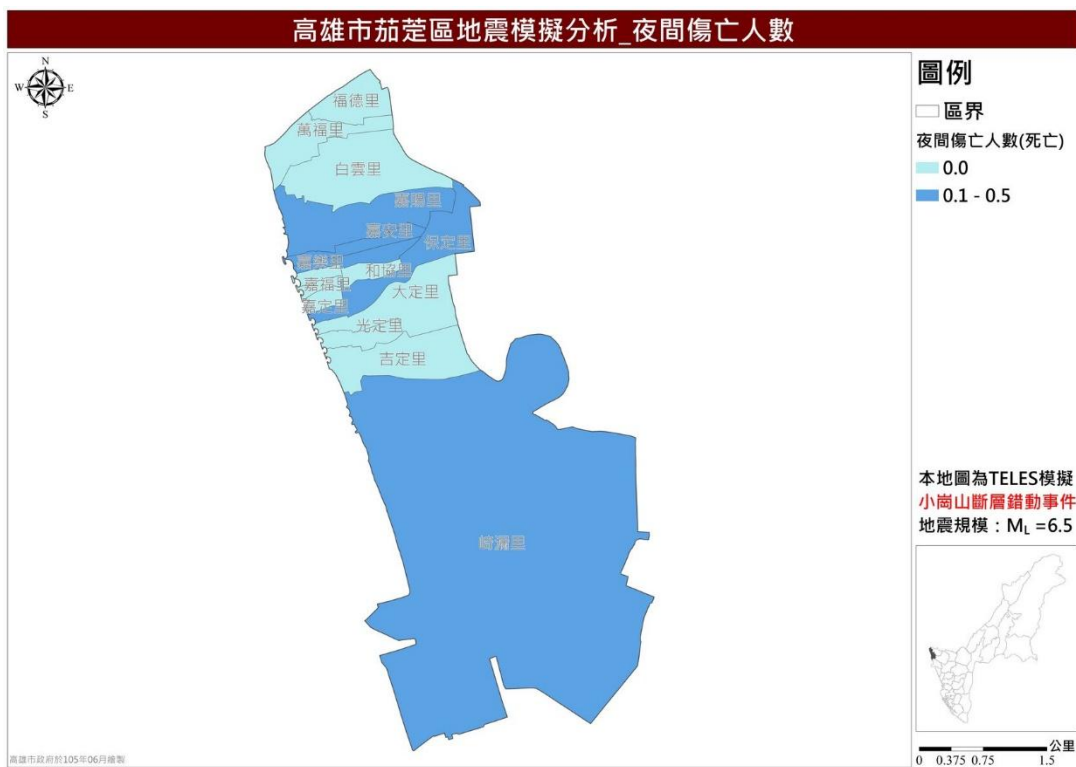 高雄市茄萣區地震模擬分析_夜間傷亡人數
N
W
E
S
福德里
萬福里
白雲里
嘉賜里
嘉安里
保定里
嘉樂里
和協里
嘉福里
大定里
嘉定里
光定里
吉定里
崎漏里
圖例
區界
夜間傷亡人數(死亡)
0.0
0.1 - 0.5
本地圖為TELES模擬
小崗山斷層錯動事件
地震規模：ML =6.5
公里
0 0.375 0.75 1.5
高雄市政府於105年06月繪製